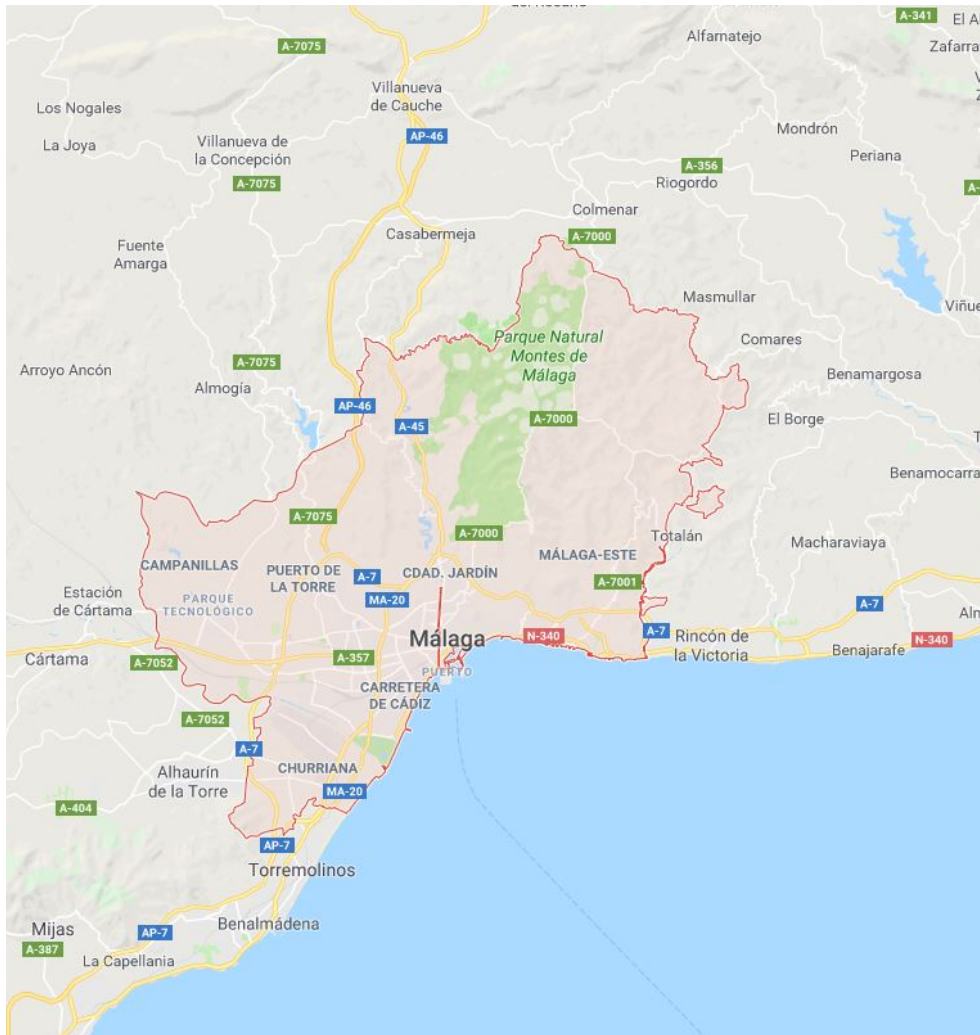 A-341
A-7075
Alfarnatejo
Zafarra
Villanueva
de Cauche
Los Nogales
AP-46
Mondrón
La Joya
Villanueva de
la Concepción
Periana
A-7075
A-356
Riogordo
Colmenar
Casabermeja
A-7000
Fuente
Amarga
Masmullar
Viñue
Parque Natural
Montes de
Málaga
Comares
A-7075
Arroyo Ancón
Almogía
Benamargosa
AP-46
A-45
A-7000
El Borge
Benamocarra
A-7075
A-7000
Totalán
Macharaviaya
CAMPANILLAS
PUERTO DE
LA TORRE
A-7
CDAD. JARDÍN
MÁLAGA-ESTE
A-7001
Estación
de Cártama
PARQUE
TECNOLÓGICO
MA-20
A-7
Alm
Málaga
N-340
A-7
Rincón de
la Victoria
N-340
Benajarafe
Cártama
A-7052
A-357
PUERTO
CARRETERA
DE CÁDIZ
A-7052
A-7
Alhaurín
de la Torre
CHURRIANA
MA-20
A-404
AP-7
Torremolinos
Mijas
AP-7
Benalmádena
A-387
La Capellania